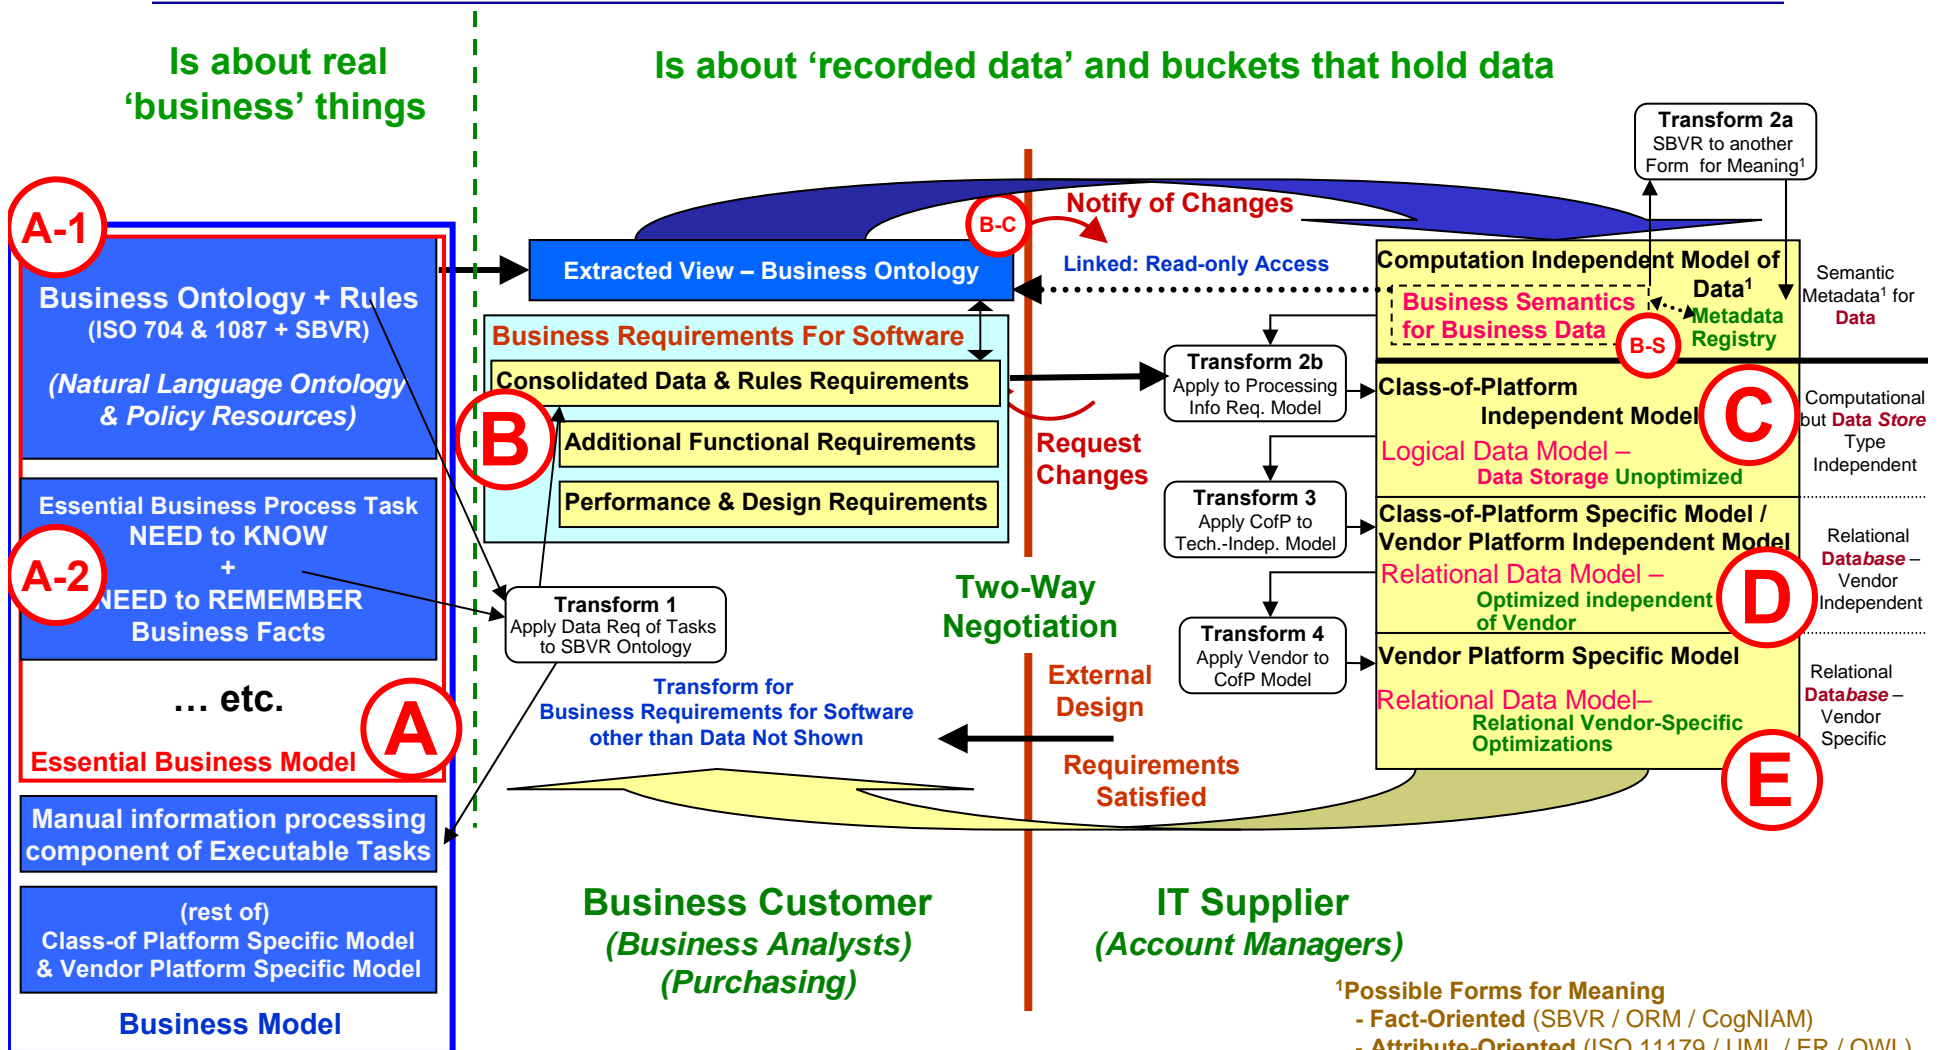 Is about real
‘business’ things
Is about ‘recorded data’ and buckets that hold data
Transform 2a
SBVR to another
Form for Meaning¹
A-1
Business Ontology + Rules
(ISO 704 & 1087 + SBVR)
(Natural Language Ontology
& Policy Resources)
A-2
Essential Business Process Task
NEED to KNOW
+
NEED to REMEMBER
Business Facts
... etc.
A
Essential Business Model
Manual information processing
component of Executable Tasks
(rest of)
Class-of Platform Specific Model
& Vendor Platform Specific Model
Business Model
Extracted View – Business Ontology
B-C
Notify of Changes
Linked: Read-only Access
Business Requirements For Software
Consolidated Data & Rules Requirements
B
Additional Functional Requirements
Performance & Design Requirements
Request
Changes
Transform 1
Apply Data Req of Tasks
to SBVR Ontology
Transform for
Business Requirements for Software
other than Data Not Shown
Two-Way
Negotiation
External
Design
Requirements
Satisfied
Transform 2b
Apply to Processing
Info Req. Model
Transform 3
Apply CofP to
Tech.-Indep. Model
Transform 4
Apply Vendor to
CofP Model
Computation Independent Model of
Data¹
Business Semantics
for Business Data
Metadata
Registry
B-S
Semantic
Metadata¹ for
Data
Class-of-Platform
Independent Model
C
Logical Data Model –
Data Storage Unoptimized
Computational
but Data Store
Type
Independent
Class-of-Platform Specific Model /
Vendor Platform Independent Model
Relational Data Model –
Optimized independent
of Vendor
D
Relational
Database –
Vendor
Independent
Vendor Platform Specific Model
Relational Data Model–
Relational Vendor-Specific
Optimizations
E
Relational
Database –
Vendor
Specific
Business Customer
(Business Analysts)
(Purchasing)
IT Supplier
(Account Managers)
¹Possible Forms for Meaning
- Fact-Oriented (SBVR / ORM / CogNIAM)
- Attribute-Oriented (ISO 11179 / UML / ER / OWL)